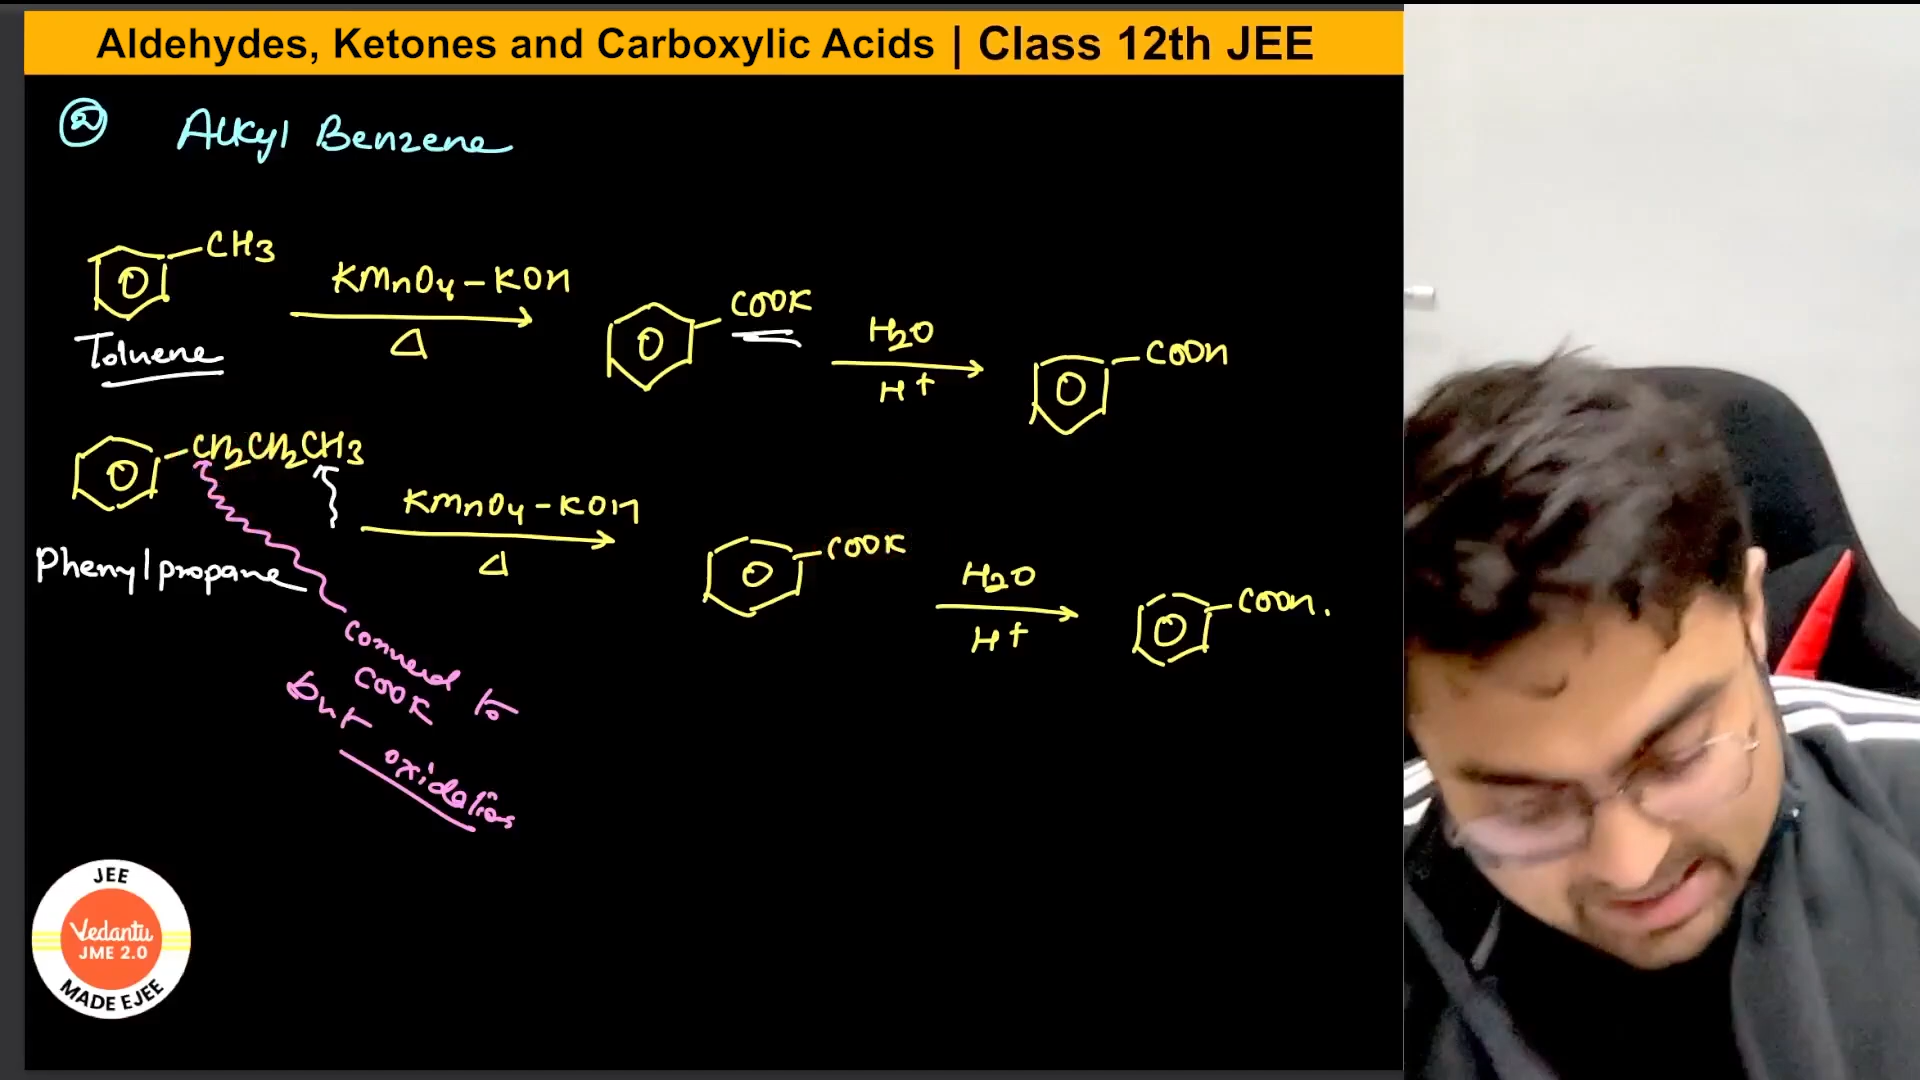 Aldehydes, Ketones and Carboxylic Acids | Class 12th JEE
② Alkyl Benzene
CH3
KMnO4 – KOH
Δ
Toluene
COOK
H2O
H+
COOH
CH2CH2CH3
KMnO4 – KOH
Δ
Phenylpropane
COOK
H2O
H+
COOH.
to
COOK
but
oxidation
JEE
Vedantu
JME 2.0
MADE EJEE